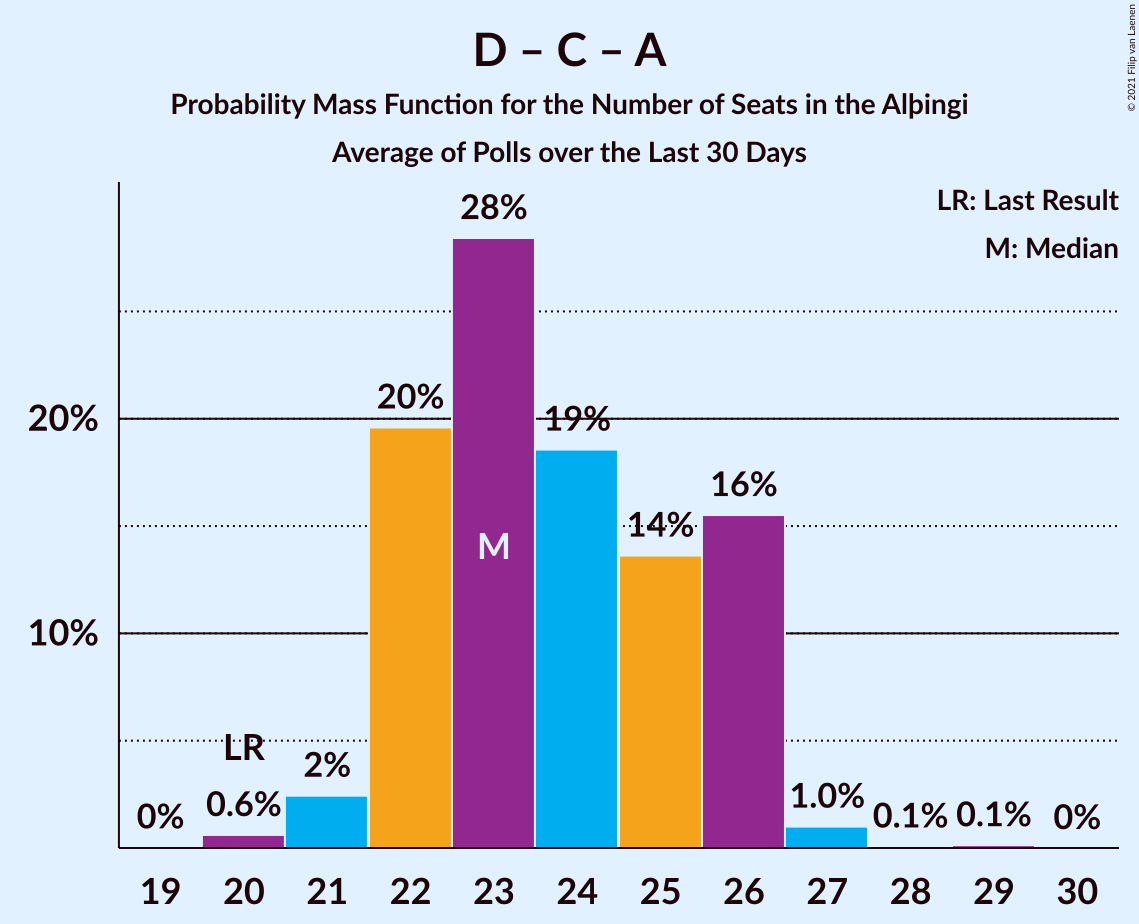 D – C – A
Probability Mass Function for the Number of Seats in the Alþingi
Average of Polls over the Last 30 Days
© 2021 Filip van Laenen
LR: Last Result
M: Median
28%
20%
20%
19%
16%
14%
M
10%
LR
2%
0%
0.6%
1.0%
0.1%
0.1%
0%
19 20 21 22 23 24 25 26 27 28 29 30